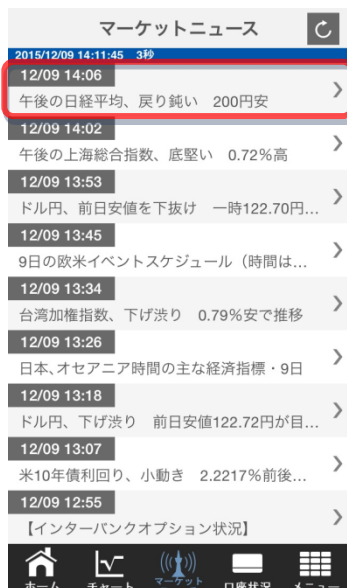 マーケットニュース
2015/12/09 14:11:45 3秒
12/09 14:06
午後の日経平均、戻り鈍い 200円安
12/09 14:02
午後の上海総合指数、底堅い 0.72%高
12/09 13:53
ドル円、前日安値を下抜け 一時122.70円...
12/09 13:45
9日の欧米イベントスケジュール（時間は...
12/09 13:34
台湾加権指数、下げ渋り 0.79%安で推移
12/09 13:26
日本、オセアニア時間の主な経済指標・9日
12/09 13:18
ドル円、下げ渋り 前日安値122.72円が目...
12/09 13:07
米10年債利回り、小動き 2.2217%前後...
12/09 12:55
【インターバンクオプション状況】
ホーム チャート マーケット 口座状況 メニュー